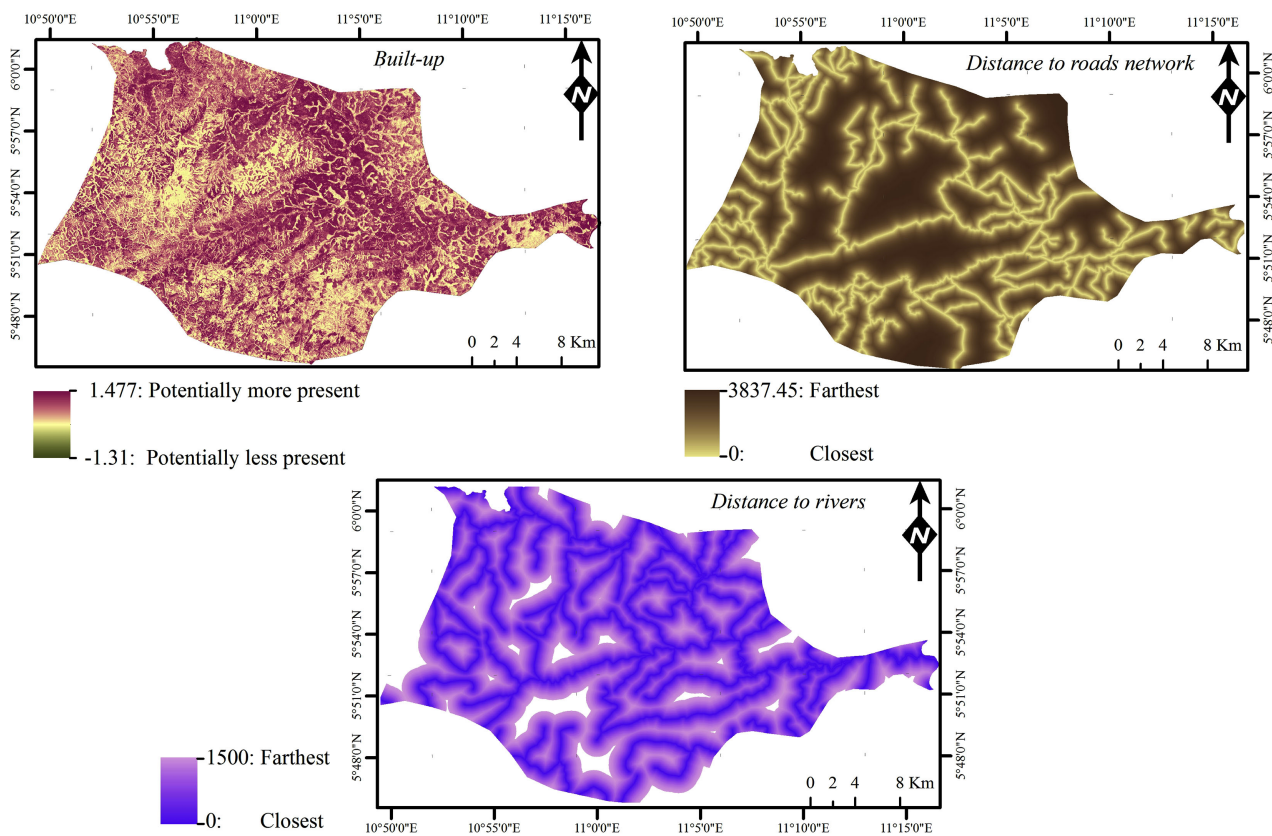 10°50'0"E 10°55'0"E 11°0'0"E 11°5'0"E 11°10'0"E 11°15'0"E
Built-up
N
6°0'0"N
5°57'0"N
5°54'0"N
5°51'0"N
5°48'0"N
0 2 4 8 Km
1.477: Potentially more present
-1.31: Potentially less present
10°50'0"E 10°55'0"E 11°0'0"E 11°5'0"E 11°10'0"E 11°15'0"E
Distance to roads network
N
6°0'0"N
5°57'0"N
5°54'0"N
5°51'0"N
5°48'0"N
0 2 4 8 Km
3837.45: Farthest
0: Closest
Distance to rivers
N
6°0'0"N
6°0'0"N
5°57'0"N
5°57'0"N
5°54'0"N
5°54'0"N
5°51'0"N
5°51'0"N
5°48'0"N
5°48'0"N
0 2 4 8 Km
1500: Farthest
0: Closest
10°50'0"E 10°55'0"E 11°0'0"E 11°5'0"E 11°10'0"E 11°15'0"E